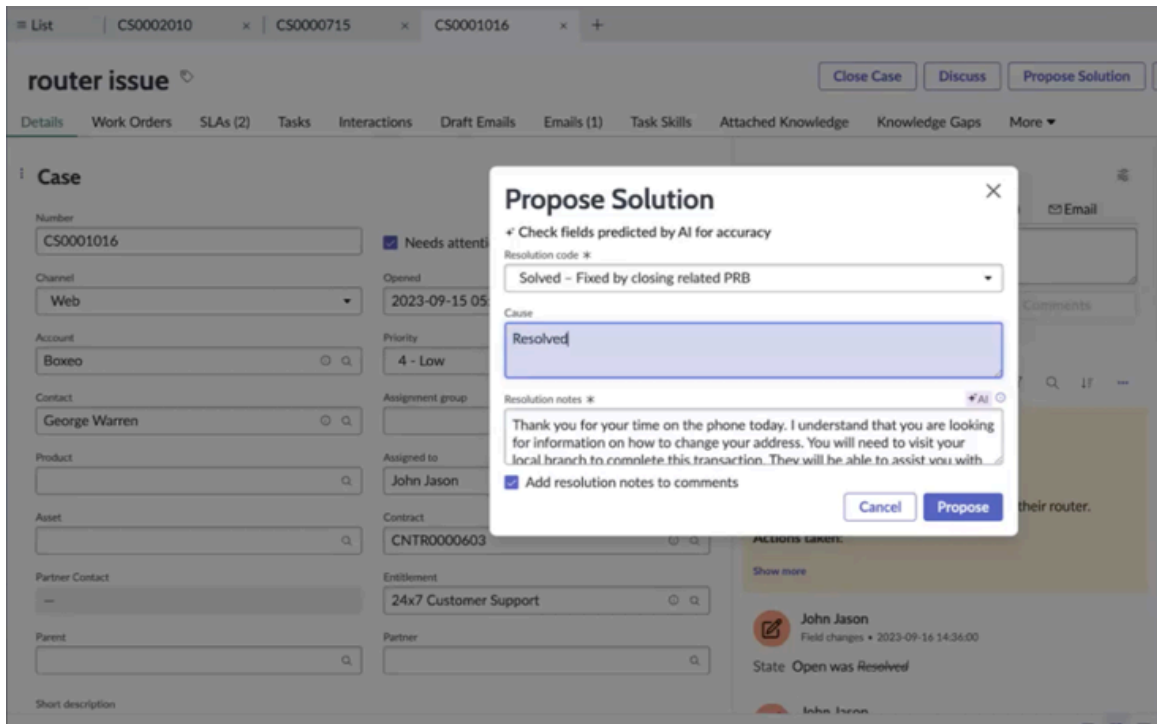 List
CS0002010
CS0000715
CS0001016
router issue
Close Case
Discuss
Propose Solution
Details
Work Orders
SLAs (2)
Tasks
Interactions
Draft Emails
Emails (1)
Task Skills
Attached Knowledge
Knowledge Gaps
More
Case
Number
CS0001016
Channel
Web
Account
Boxeo
Contact
George Warren
Product
Asset
Partner Contact
—
Parent
Short description
Needs attenti
Opened
2023-09-15 05:
Priority
4 - Low
Assignment group
Assigned to
John Jason
Contract
CNTR0000603
Entitlement
24x7 Customer Support
Partner
Propose Solution
Check fields predicted by AI for accuracy
Resolution code *
Solved – Fixed by closing related PRB
Cause
Resolved
Resolution notes *
AI
Thank you for your time on the phone today. I understand that you are looking
for information on how to change your address. You will need to visit your
local branch to complete this transaction. They will be able to assist you with
Add resolution notes to comments
Cancel
Propose
Email
Comments
their router.
Actions taken:
Show more
John Jason
Field changes • 2023-09-16 14:36:00
State Open was Resolved
John Jason